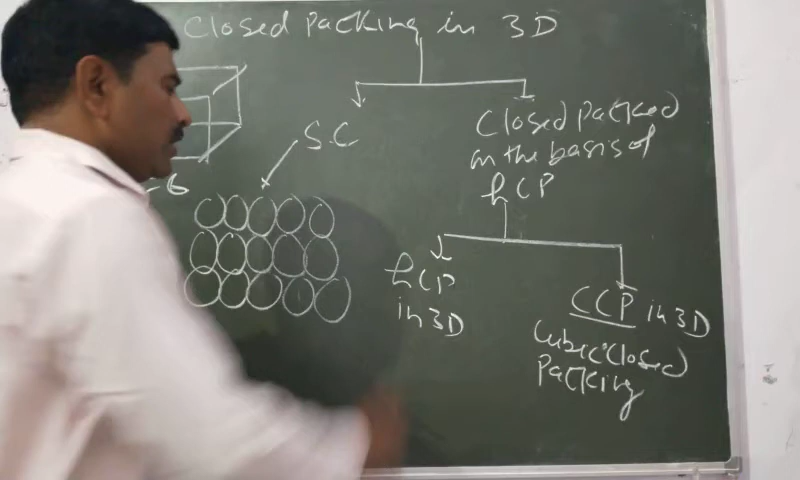 Closed Packing in 3D
S.C
Closed Packed
on the basis of
hCP
=6
hCP
in 3D
CCP in 3D
Cubic Closed
Packing